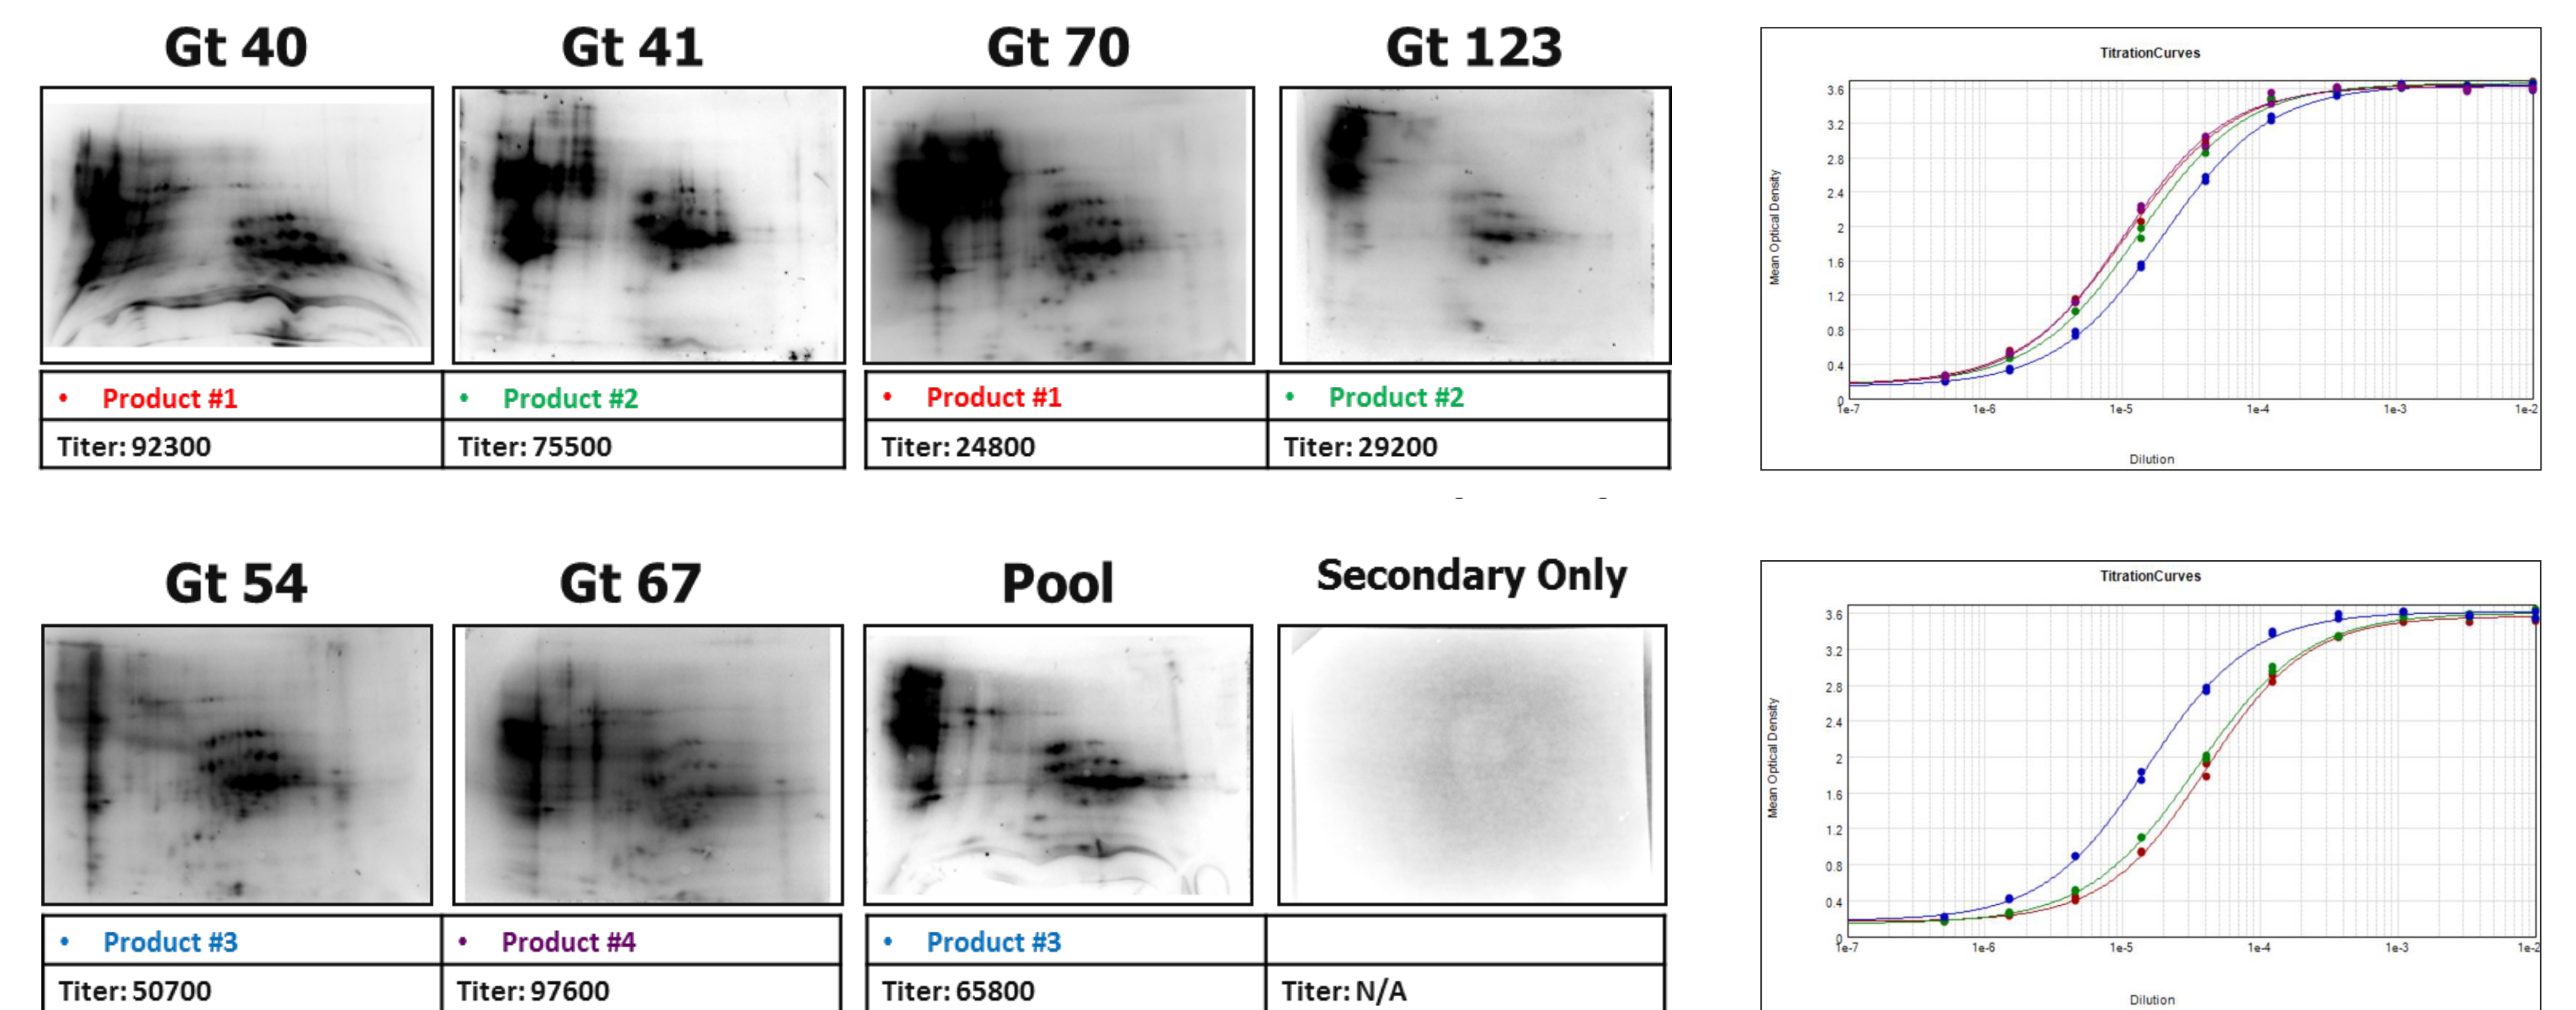 Gt 40
Gt 41
Gt 70
Gt 123
• Product #1
• Product #2
• Product #1
• Product #2
Titer: 92300
Titer: 75500
Titer: 24800
Titer: 29200
TitrationCurves
Mean Optical Density
3.6
3.2
2.8
2.4
2
1.6
1.2
0.8
0.4
0
1e-7
1e-6
1e-5
1e-4
1e-3
1e-2
Dilution
Gt 54
Gt 67
Pool
Secondary Only
• Product #3
• Product #4
• Product #3
Titer: 50700
Titer: 97600
Titer: 65800
Titer: N/A
TitrationCurves
Mean Optical Density
3.6
3.2
2.8
2.4
2
1.6
1.2
0.8
0.4
0
1e-7
1e-6
1e-5
1e-4
1e-3
1e-2
Dilution